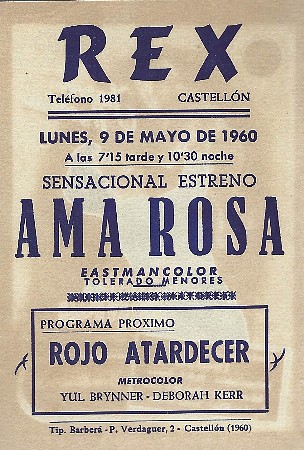 REX
Teléfono 1981 CASTELLÓN
LUNES, 9 DE MAYO DE 1960
A las 7'15 tarde y 10'30 noche
SENSACIONAL ESTRENO
AMA ROSA
EASTMANCOLOR
TOLERADO MENORES
PROGRAMA PROXIMO
ROJO ATARDECER
METROCOLOR
YUL BRYNNER - DEBORAH KERR
Tip. Barberá - P. Verdaguer, 2 - Castellón (1960)